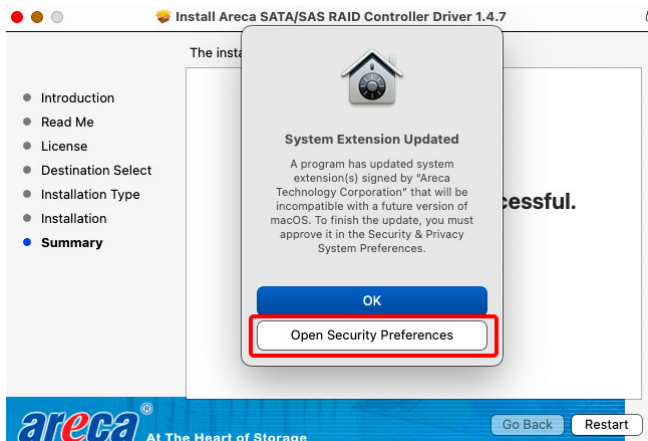 Install Areca SATA/SAS RAID Controller Driver 1.4.7
The insta
Introduction
Read Me
License
Destination Select
Installation Type
Installation
Summary
System Extension Updated
A program has updated system
extension(s) signed by "Areca
Technology Corporation" that will be
incompatible with a future version of
macOS. To finish the update, you must
approve it in the Security & Privacy
System Preferences.
cessful.
OK
Open Security Preferences
areca®
At The Heart of Storage
Go Back
Restart